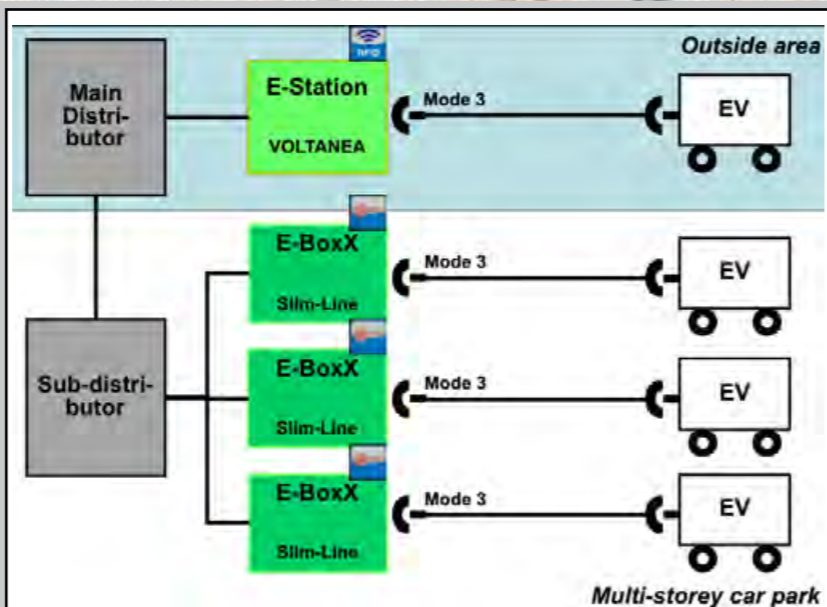 Outside area
Main
Distri-
butor
RFID
E-Station
VOLTANEA
Mode 3
EV
E-BoxX
Slim-Line
Mode 3
EV
Sub-distri-
butor
E-BoxX
Slim-Line
Mode 3
EV
E-BoxX
Slim-Line
Mode 3
EV
Multi-storey car park